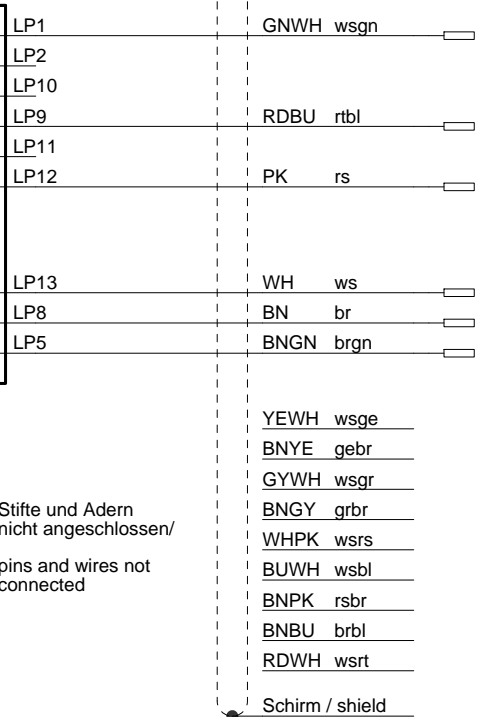 LP1 GNWH wsgn
LP2
LP10
LP9 RDBU rtbl
LP11
LP12 PK rs
LP13 WH ws
LP8 BN br
LP5 BNGN brgn
YEWH wsge
BNYE gebr
GYWH wsgr
BNGY grbr
WHPK wsrs
BUWH wsbl
BNPK rsbr
BNBU brbl
RDWH wsrt
Schirm / shield
Stifte und Adern
nicht angeschlossen/
pins and wires not
connected